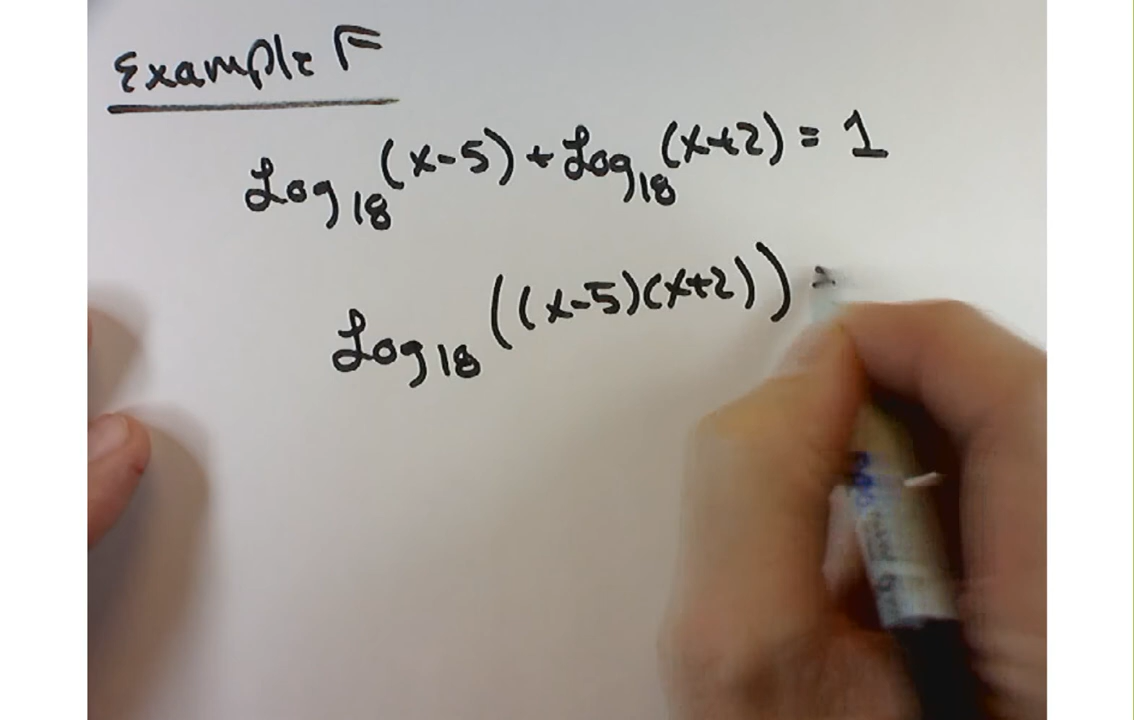 Example F
Log₁₈(x-5) + Log₁₈(x+2) = 1
Log₁₈((x-5)(x+2)) =